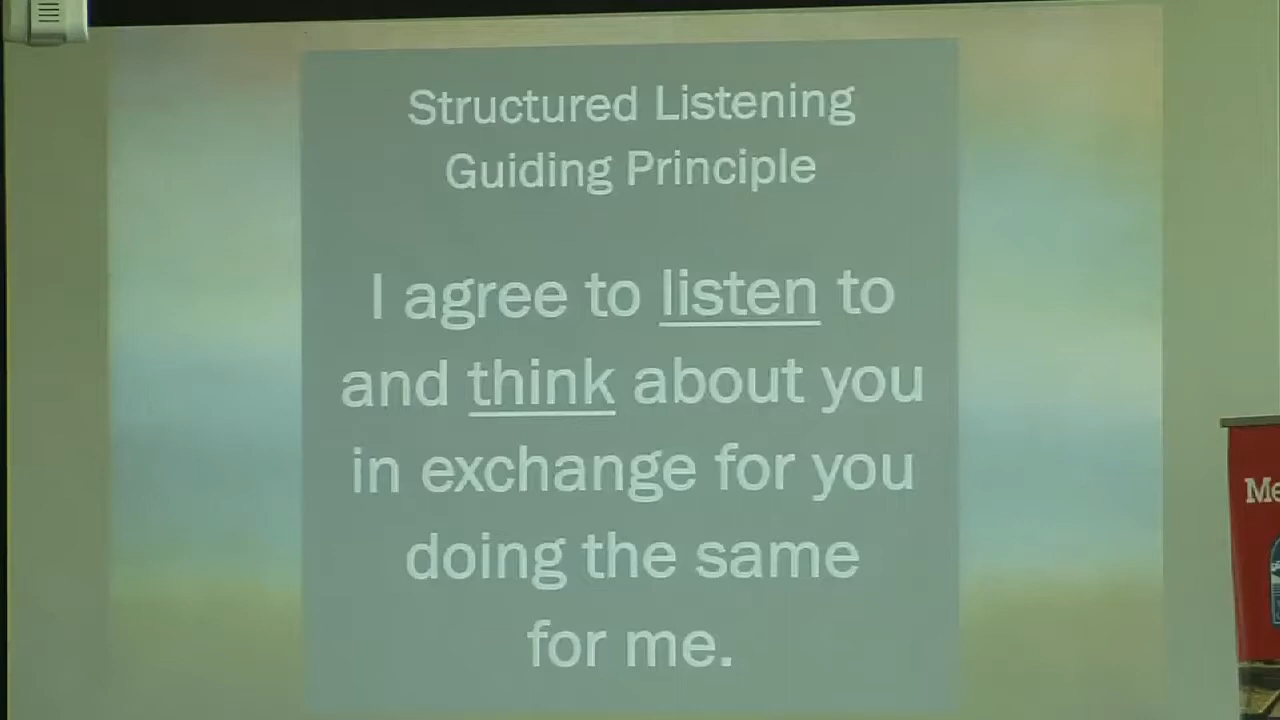 Structured Listening
Guiding Principle
I agree to listen to
and think about you
in exchange for you
doing the same
for me.